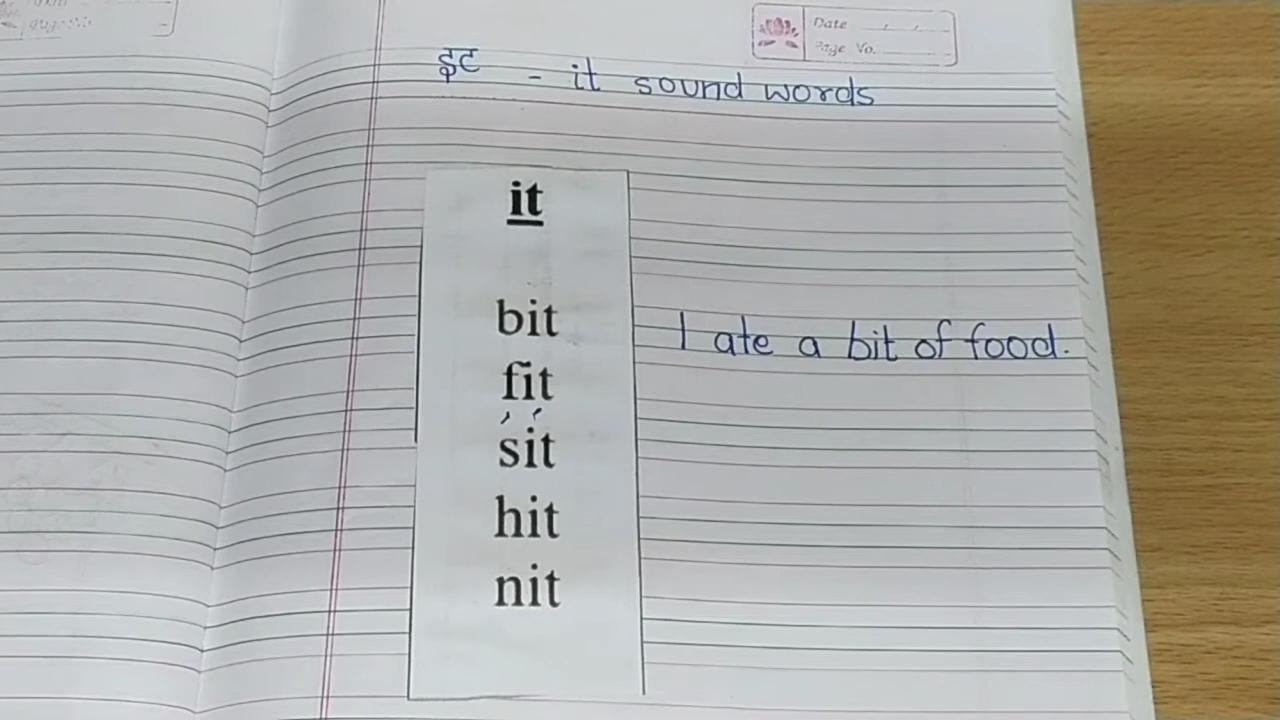 Date
Page No.
इट - it sound words
it
bit
I ate a bit of food.
fit
sit
hit
nit